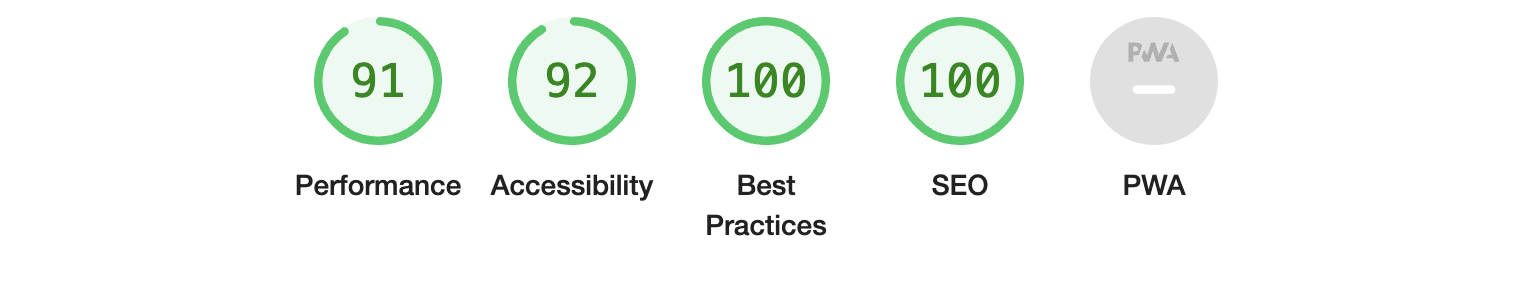 91
92
100
100
PWA
Performance
Accessibility
Best
Practices
SEO
PWA